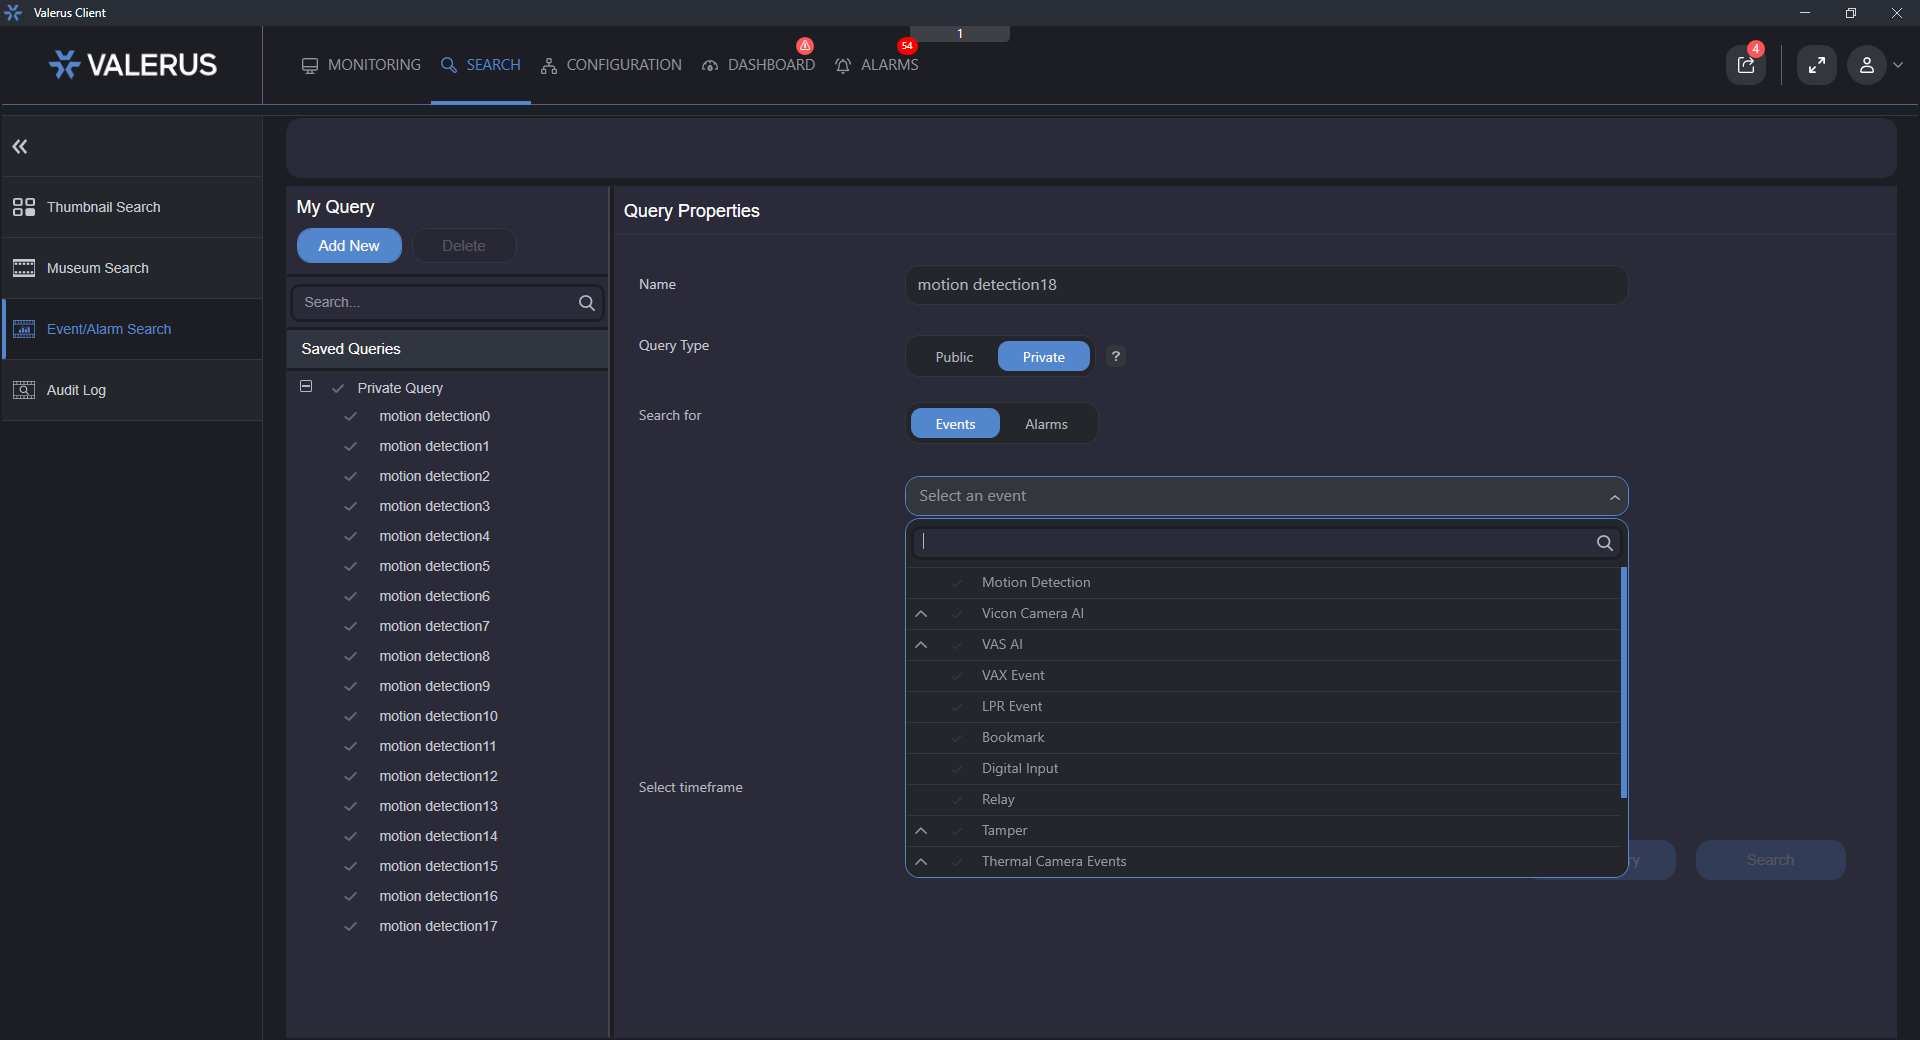 Valerus Client
1
VALERUS
MONITORING
SEARCH
CONFIGURATION
DASHBOARD
54
ALARMS
4
Thumbnail Search
Museum Search
Event/Alarm Search
Audit Log
My Query
Add New
Delete
Search...
Saved Queries
Private Query
motion detection0
motion detection1
motion detection2
motion detection3
motion detection4
motion detection5
motion detection6
motion detection7
motion detection8
motion detection9
motion detection10
motion detection11
motion detection12
motion detection13
motion detection14
motion detection15
motion detection16
motion detection17
Query Properties
Name
motion detection18
Query Type
Public
Private
?
Search for
Events
Alarms
Select an event
Motion Detection
Vicon Camera AI
VAS AI
VAX Event
LPR Event
Bookmark
Digital Input
Relay
Tamper
Thermal Camera Events
Select timeframe
Search